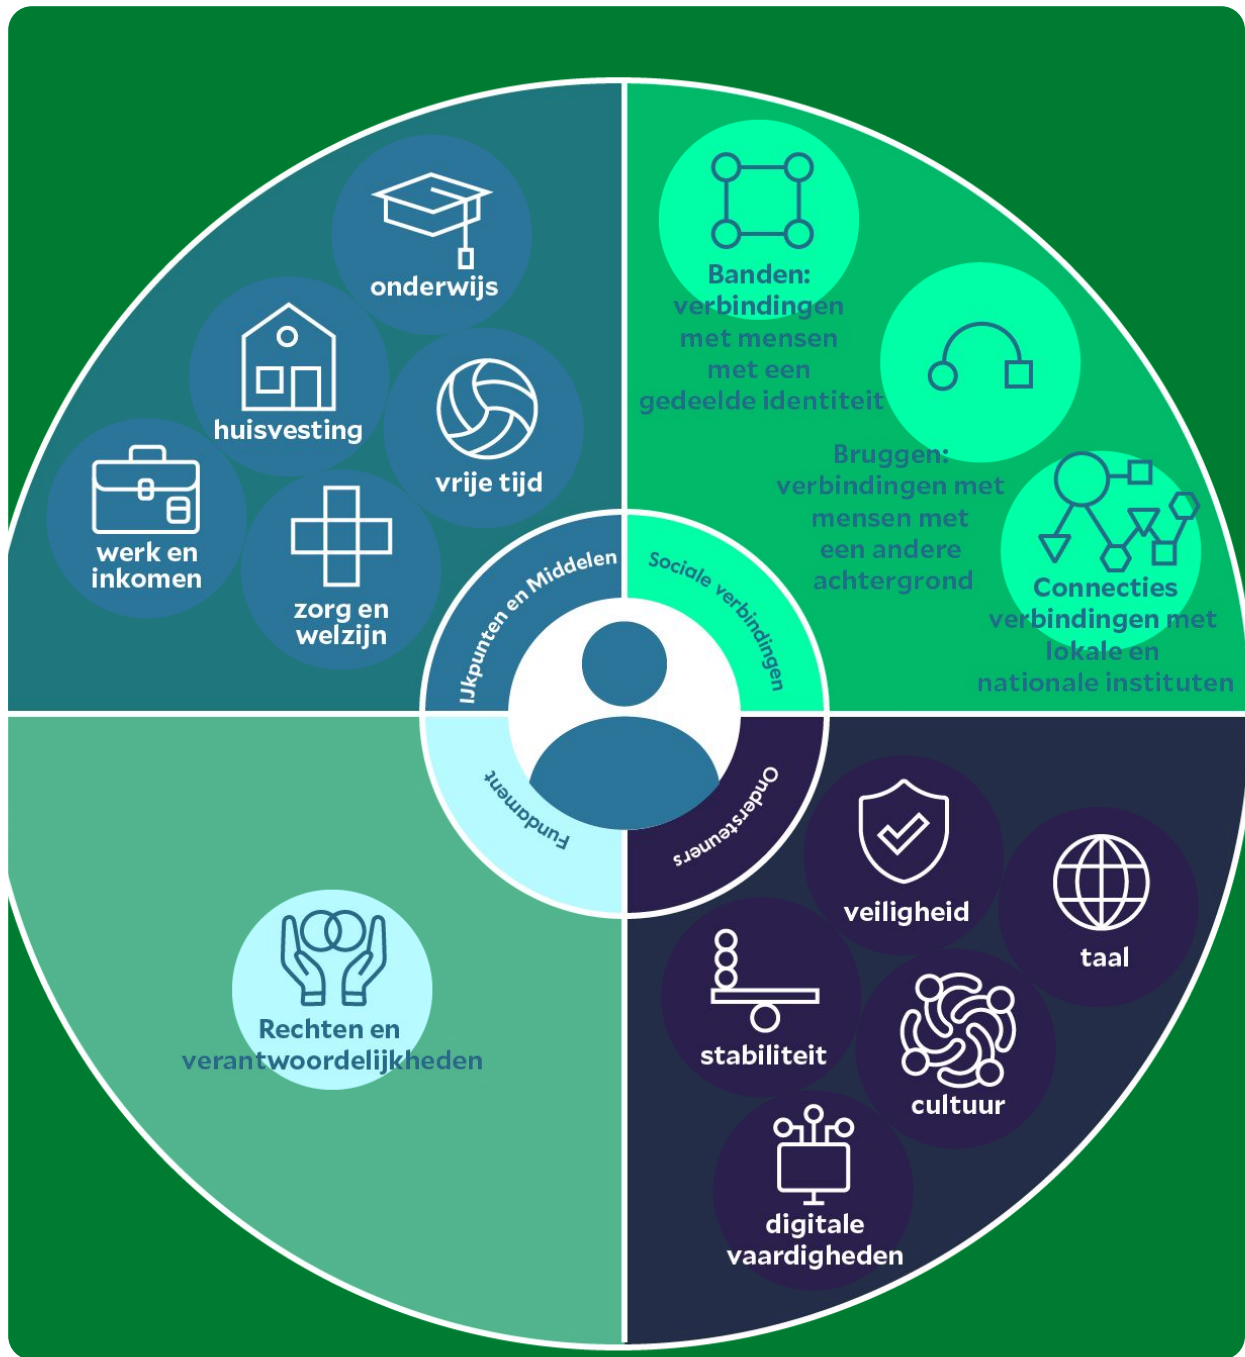 onderwijs
huisvesting
vrije tijd
werk en
inkomen
zorg en
welzijn
IJkpunten en Middelen
Banden:
verbindingen
met mensen
met een
gedeelde identiteit
Bruggen:
verbindingen met
mensen met
een andere
achtergrond
Connecties
verbindingen met
lokale en
nationale instituten
Sociale verbindingen
Fundament
Rechten en
verantwoordelijkheden
Ondersteuners
veiligheid
taal
stabiliteit
cultuur
digitale
vaardigheden